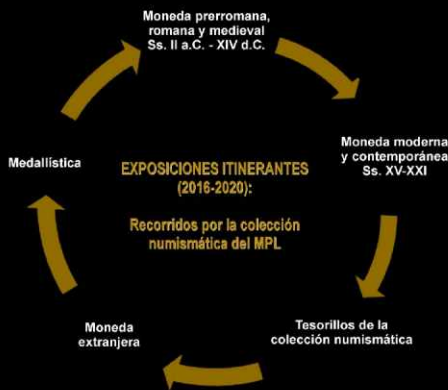 Moneda prerromana,
romana y medieval
Ss. II a.C. - XIV d.C.
Moneda moderna
y contemporánea
Ss. XV-XXI
Tesorillos de la
colección numismática
Moneda
extranjera
Medallística
EXPOSICIONES ITINERANTES
(2016-2020):
Recorridos por la colección
numismática del MPL